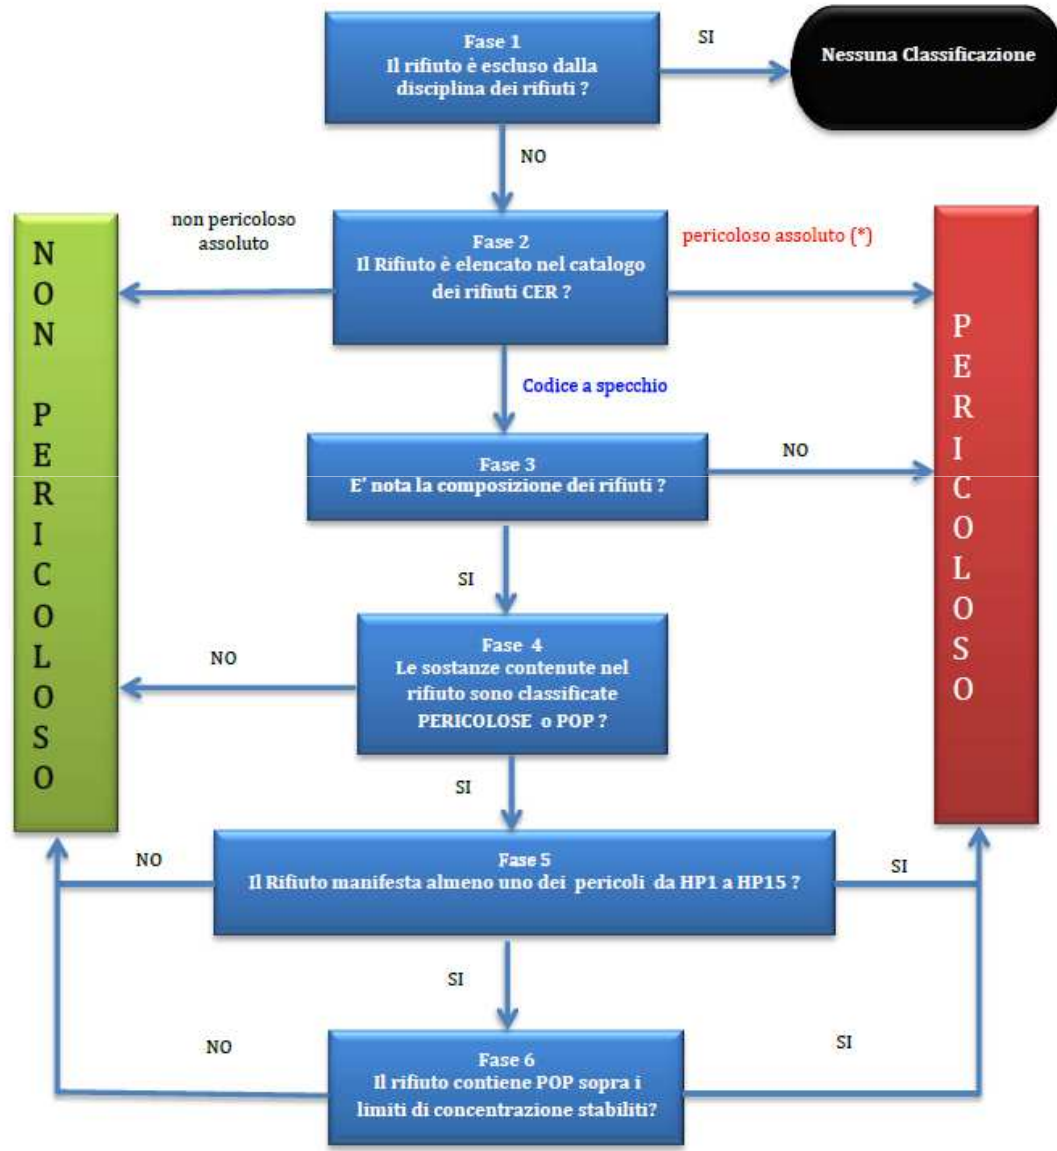 Fase 1
Il rifiuto è escluso dalla
disciplina dei rifiuti ?
SI
Nessuna Classificazione
NO
non pericoloso
assoluto
Fase 2
Il Rifiuto è elencato nel catalogo
dei rifiuti CER ?
pericoloso assoluto (*)
NON PERICOLOSO
PERICOLOSO
Codice a specchio
Fase 3
E' nota la composizione dei rifiuti ?
NO
SI
Fase 4
Le sostanze contenute nel
rifiuto sono classificate
PERICOLOSE o POP ?
NO
SI
Fase 5
Il Rifiuto manifesta almeno uno dei pericoli da HP1 a HP15 ?
NO
SI
SI
Fase 6
Il rifiuto contiene POP sopra i
limiti di concentrazione stabiliti?
NO
SI